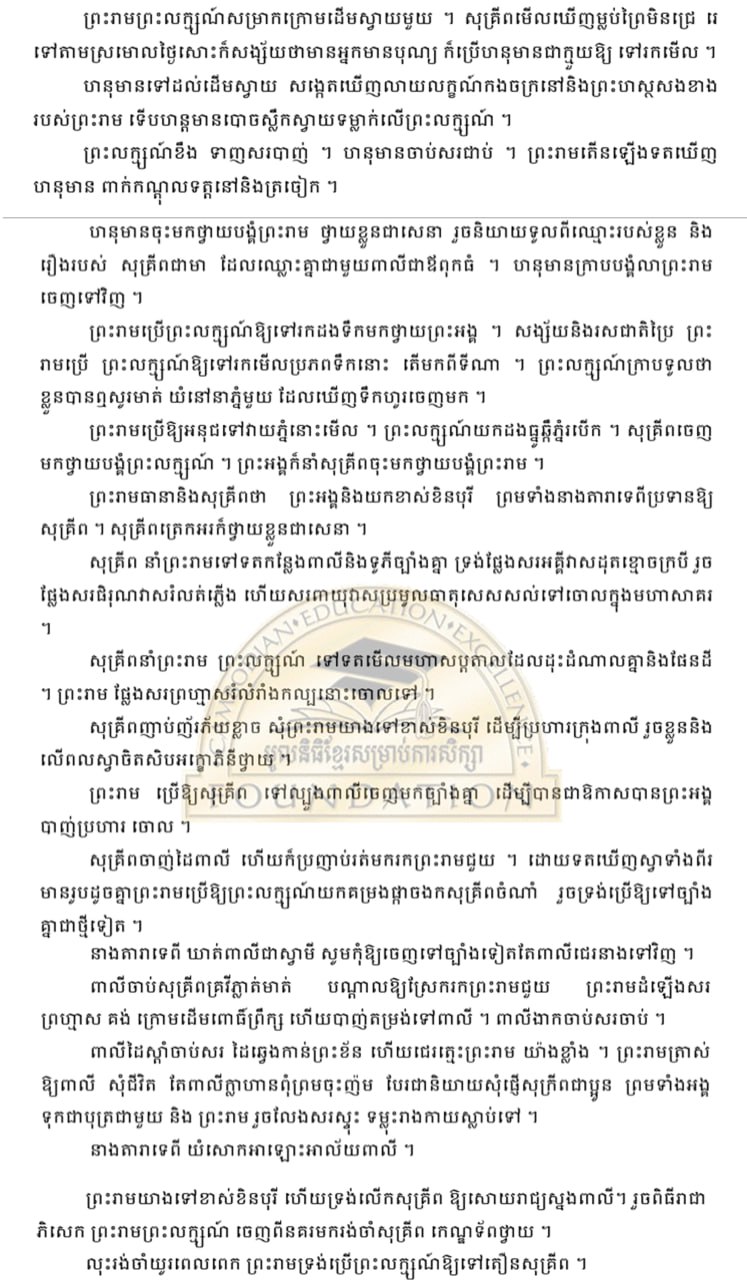 ព្រះរាមព្រះលក្ស្មណ៍សម្រាកក្រោមដើមស្វាយមួយ ។ សុគ្រីពមើលឃើញម្លប់ព្រៃមិនជ្រេ រេ
ទៅតាមស្រមោលថ្ងៃសោះក៏សង្ស័យថាមានអ្នកមានបុណ្យ ក៏ប្រើហនុមានជាក្មួយឱ្យ ទៅរកមើល ។
ហនុមានទៅដល់ដើមស្វាយ សង្កេតឃើញលាយលក្ខណ៍កងចក្រនៅនិងព្រះហស្ថសងខាង
របស់ព្រះរាម ទើបហន្តមានបោចស្លឹកស្វាយទម្លាក់លើព្រះលក្ស្មណ៍ ។
ព្រះលក្ស្មណ៍ខឹង ទាញសរបាញ់ ។ ហនុមានចាប់សរជាប់ ។ ព្រះរាមតើនឡើងទតឃើញ
ហនុមាន ពាក់កណ្តុលទត្តនៅនិងត្រចៀក ។
ហនុមានចុះមកថ្វាយបង្គំព្រះរាម ថ្វាយខ្លួនជាសេនា រួចនិយាយទូលពីឈ្មោះរបស់ខ្លួន និង
រឿងរបស់ សុគ្រីពជាមា ដែលឈ្លោះគ្នាជាមួយពាលីជាឪពុកធំ ។ ហនុមានក្រាបបង្គំលាព្រះរាម
ចេញទៅវិញ ។
ព្រះរាមប្រើព្រះលក្ស្មណ៍ឱ្យទៅរកដងទឹកមកថ្វាយព្រះអង្គ ។ សង្ស័យនិងរសជាតិប្រៃ ព្រះ
រាមប្រើ ព្រះលក្ស្មណ៍ឱ្យទៅរកមើលប្រភពទឹកនោះ តើមកពីទីណា ។ ព្រះលក្ស្មណ៍ក្រាបទូលថា
ខ្លួនបានឮសូរមាត់ យំនៅនាភ្នំមួយ ដែលឃើញទឹកហូរចេញមក ។
ព្រះរាមប្រើឱ្យអនុជទៅវាយភ្នំនោះមើល ។ ព្រះលក្ស្មណ៍យកដងធ្នូឆ្កឹះភ្នំរបើក ។ សុគ្រីពចេញ
មកថ្វាយបង្គំព្រះលក្ស្មណ៍ ។ ព្រះអង្គក៏នាំសុគ្រីពចុះមកថ្វាយបង្គំព្រះរាម ។
ព្រះរាមធានានិងសុគ្រីពថា ព្រះអង្គនិងយកខាស់ខិនបុរី ព្រមទាំងនាងតារាទេពីប្រទានឱ្យ
សុគ្រីព ។ សុគ្រីពត្រេកអរក៏ថ្វាយខ្លួនជាសេនា ។
សុគ្រីព នាំព្រះរាមទៅទតកន្លែងពាលីនិងទូភីច្បាំងគ្នា ទ្រង់ផ្លែងសរអគ្គីវាសដុតខ្មោចក្របី រួច
ផ្លែងសរពិរុណវាសរំលត់ភ្លើង ហើយសរពាយុវាសប្រមូលធាតុសេសសល់ទៅចោលក្នុងមហាសាគរ
។
សុគ្រីពនាំព្រះរាម ព្រះលក្ស្មណ៍ ទៅទតមើលមហាសប្តតាលដែលដុះដំណាលគ្នានិងផែនដី
។ ព្រះរាម ផ្លែងសរព្រហ្មាសរំលំរាំងកល្បនោះចោលទៅ ។
សុគ្រីពញាប់ញ័រភ័យខ្លាច សុំព្រះរាមយាងទៅខាស់ខិនបុរី ដើម្បីប្រហារក្រុងពាលី រួចខ្លួននិង
លើពលស្វាចិតសិបអក្ខោភិនីថ្វាយ ។
ព្រះរាម ប្រើឱ្យសុគ្រីព ទៅល្បួងពាលីចេញមកច្បាំងគ្នា ដើម្បីបានជាឱកាសបានព្រះអង្គ
បាញ់ប្រហារ ចោល ។
សុគ្រីពចាញ់ដៃពាលី ហើយក៏ប្រញាប់រត់មករកព្រះរាមជួយ ។ ដោយទតឃើញស្វាទាំងពីរ
មានរូបដូចគ្នាព្រះរាមប្រើឱ្យព្រះលក្ស្មណ៍យកគម្រងផ្កាចងកសុគ្រីពចំណាំ រួចទ្រង់ប្រើឱ្យទៅច្បាំង
គ្នាជាថ្មីទៀត ។
នាងតារាទេពី ឃាត់ពាលីជាស្វាមី សូមកុំឱ្យចេញទៅច្បាំងទៀតតែពាលីជេរនាងទៅវិញ ។
ពាលីចាប់សុគ្រីពគ្រវីភ្លាត់មាត់ បណ្តាលឱ្យស្រែករកព្រះរាមជួយ ព្រះរាមដំឡើងសរ
ព្រហ្មាស គង់ ក្រោមដើមពោធិ៍ព្រឹក្ស ហើយបាញ់តម្រង់ទៅពាលី ។ ពាលីងាកចាប់សរចាប់ ។
ពាលីដៃស្តាំចាប់សរ ដៃឆ្វេងកាន់ព្រះខ័ន ហើយជេរត្មេះព្រះរាម យ៉ាងខ្លាំង ។ ព្រះរាមត្រាស់
ឱ្យពាលី សុំជីវិត តែពាលីក្លាហានពុំព្រមចុះញ៉ម បែរជានិយាយសុំផ្ញើសុគ្រីពជាប្អូន ព្រមទាំងអង្គ
ទុកជាបុត្រជាមួយ និង ព្រះរាម រួចលែងសរស្ទុះ ទម្លុះរាងកាយស្លាប់ទៅ ។
នាងតារាទេពី យំសោកអាឡោះអាល័យពាលី ។
ព្រះរាមយាងទៅខាស់ខិនបុរី ហើយទ្រង់លើកសុគ្រីព ឱ្យសោយរាជ្យស្នងពាលី។ រួចពិធីរាជា
ភិសេក ព្រះរាមព្រះលក្ស្មណ៍ ចេញពីនគរមករង់ចាំសុគ្រីព កេណ្ឌទ័ពថ្វាយ ។
លុះរង់ចាំយូរពេលពេក ព្រះរាមទ្រង់ប្រើព្រះលក្ស្មណ៍ឱ្យទៅតឿនសុគ្រីព ។
MOONIAN • EDUCATION • EXCELLENCE
មូលនិធិខ្មែរសម្រាប់ការសិក្សា
FOUNDATION